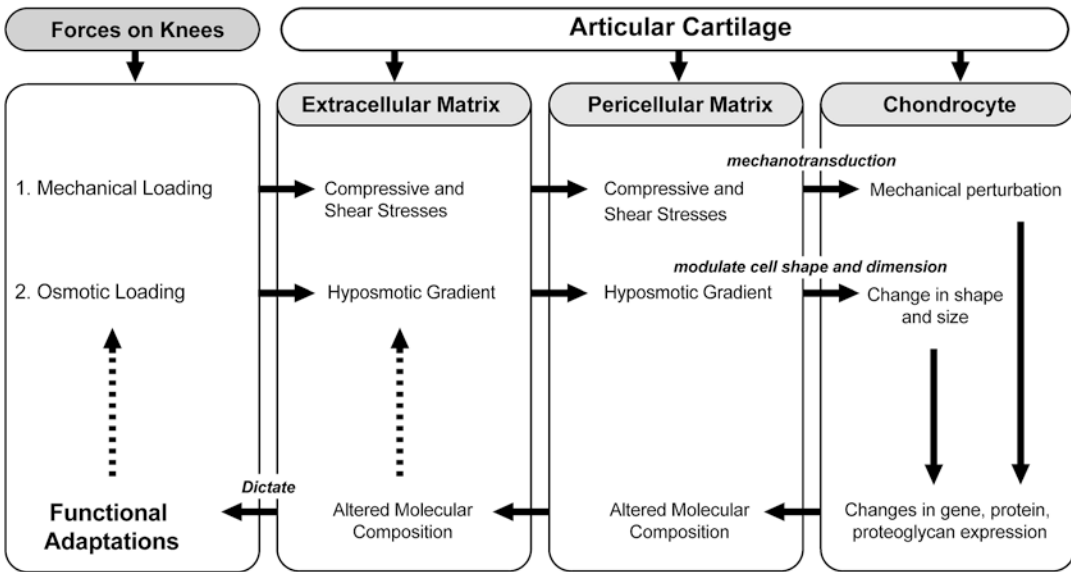 Forces on Knees
Articular Cartilage
Extracellular Matrix
Pericellular Matrix
Chondrocyte
mechanotransduction
1. Mechanical Loading
Compressive and
Shear Stresses
Compressive and
Shear Stresses
Mechanical perturbation
modulate cell shape and dimension
2. Osmotic Loading
Hyposmotic Gradient
Hyposmotic Gradient
Change in shape
and size
Dictate
Functional
Adaptations
Altered Molecular
Composition
Altered Molecular
Composition
Changes in gene, protein,
proteoglycan expression